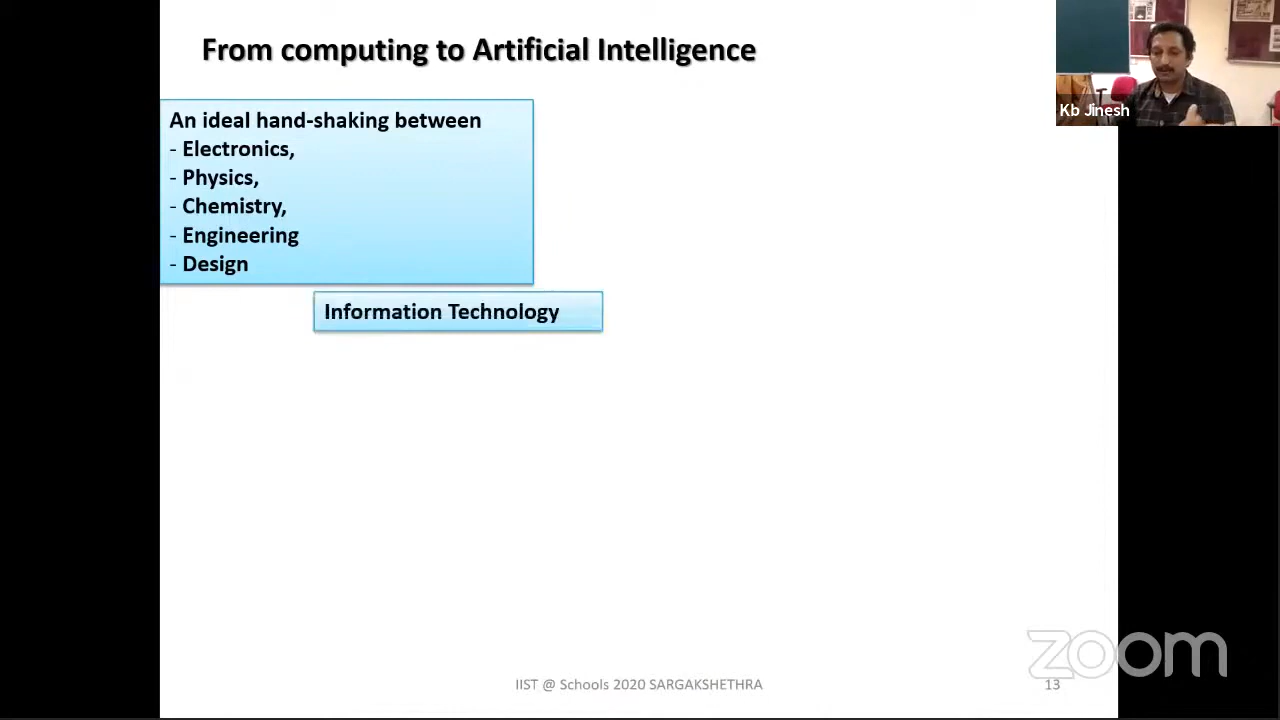 From computing to Artificial Intelligence
Kb Jinesh
An ideal hand-shaking between
- Electronics,
- Physics,
- Chemistry,
- Engineering
- Design
Information Technology
zoom
IIST @ Schools 2020 SARGAKSHETHRA
13